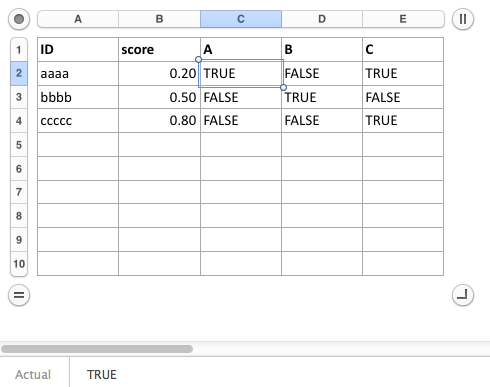 A B C D E
1 ID score A B C
2 aaaa 0.20 TRUE FALSE TRUE
3 bbbb 0.50 FALSE TRUE FALSE
4 ccccc 0.80 FALSE FALSE TRUE
5
6
7
8
9
10
Actual TRUE